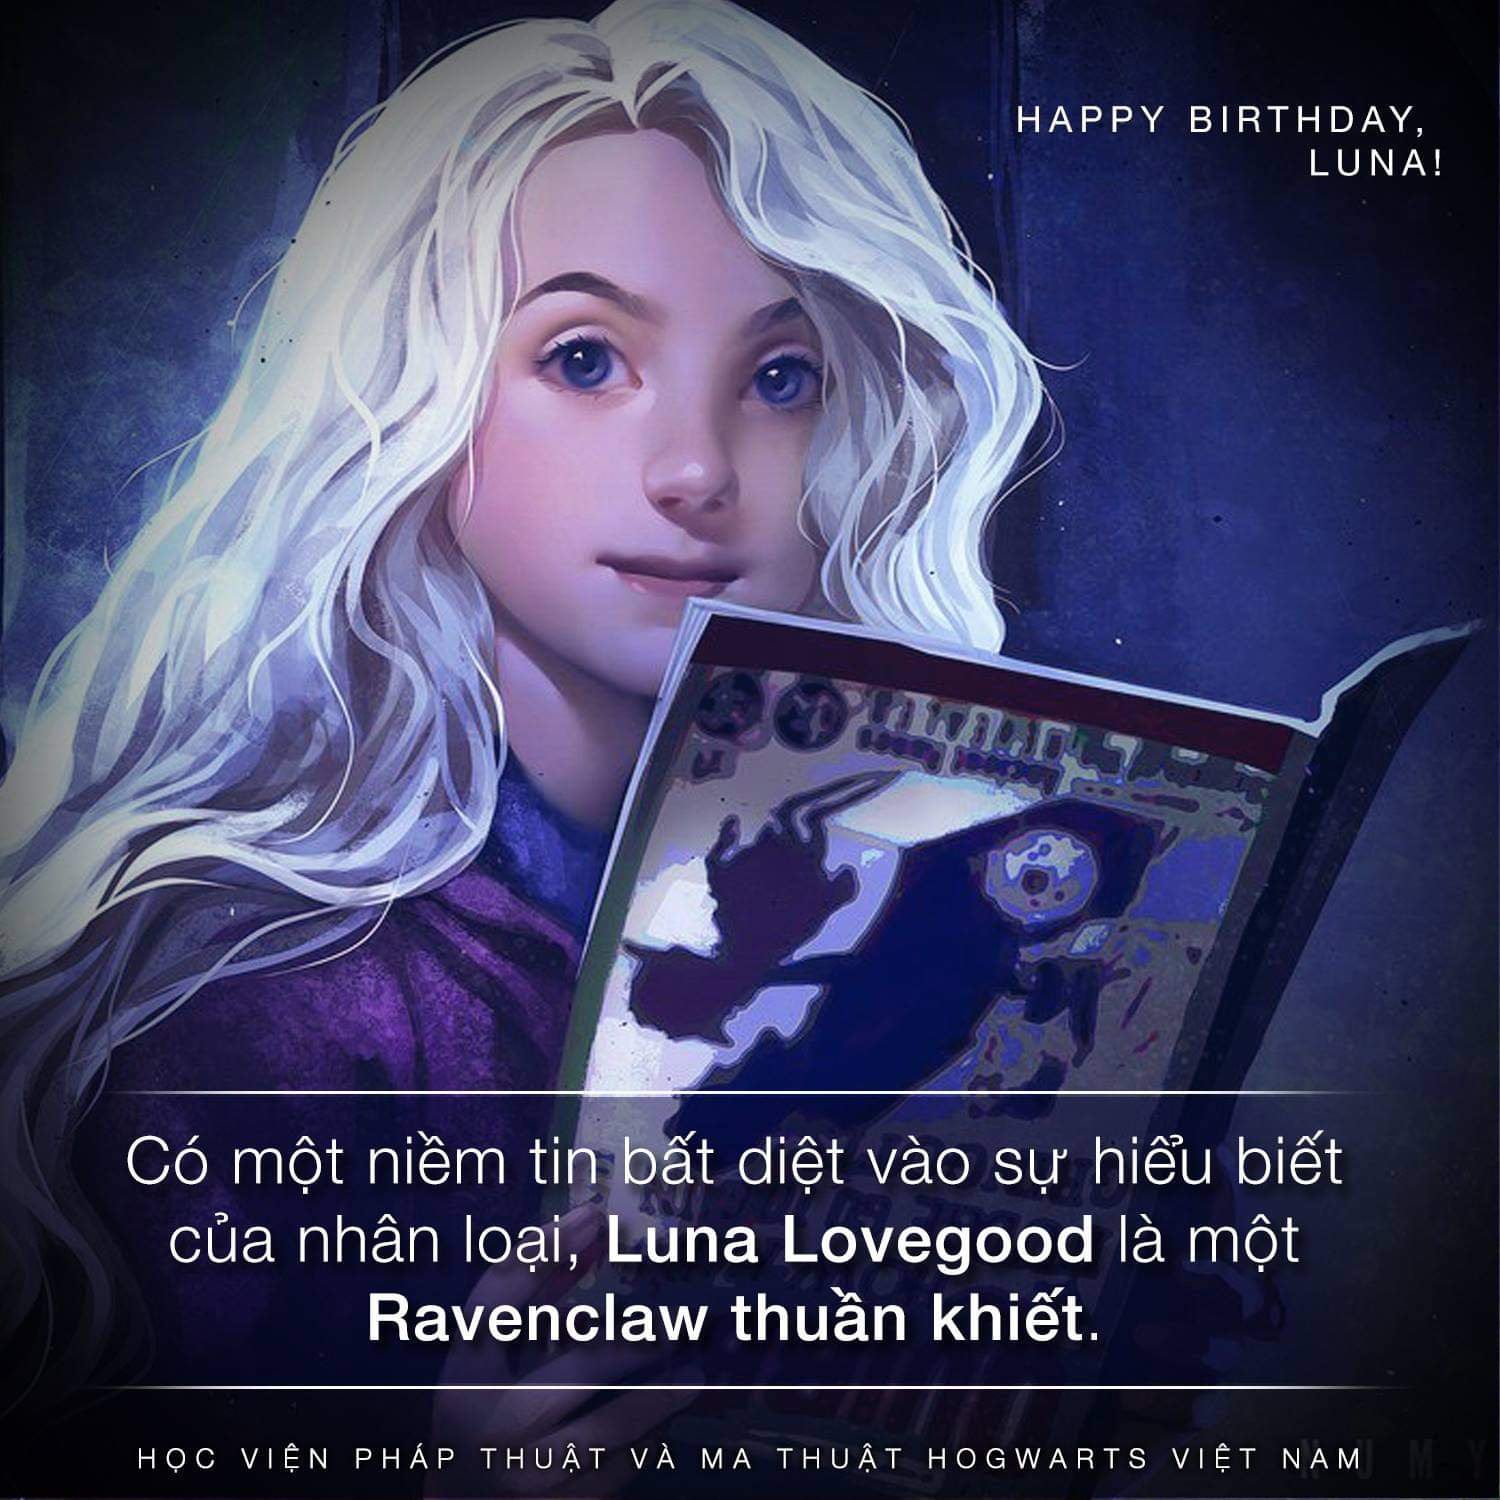 HAPPY BIRTHDAY,
LUNA!
Có một niềm tin bất diệt vào sự hiểu biết
của nhân loại, Luna Lovegood là một
Ravenclaw thuần khiết.
HỌC VIỆN PHÁP THUẬT VÀ MA THUẬT HOGWARTS VIỆT NAM